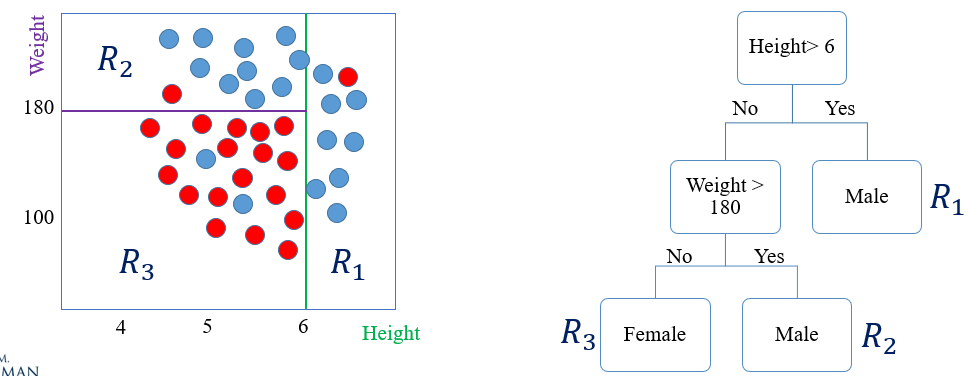 Weight
R2
180
100
R3
R1
4
5
6
Height
M.
MAN
Height> 6
No
Yes
Weight >
180
Male
R1
No
Yes
R3
Female
Male
R2